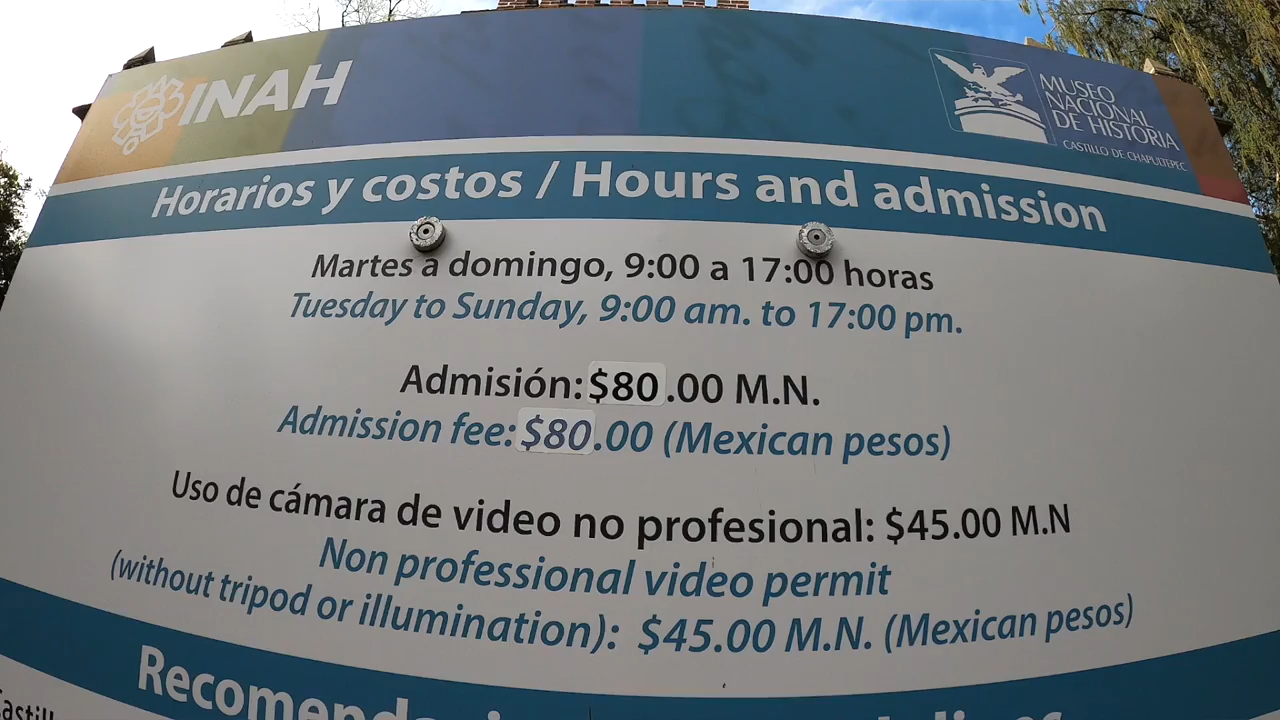 INAH
MUSEO
NACIONAL
DE HISTORIA
CASTILLO DE CHAPULTEPEC
Horarios y costos / Hours and admission
Martes a domingo, 9:00 a 17:00 horas
Tuesday to Sunday, 9:00 am. to 17:00 pm.
Admisión: $80.00 M.N.
Admission fee: $80.00 (Mexican pesos)
Uso de cámara de video no profesional: $45.00 M.N
Non professional video permit
(without tripod or illumination): $45.00 M.N. (Mexican pesos)